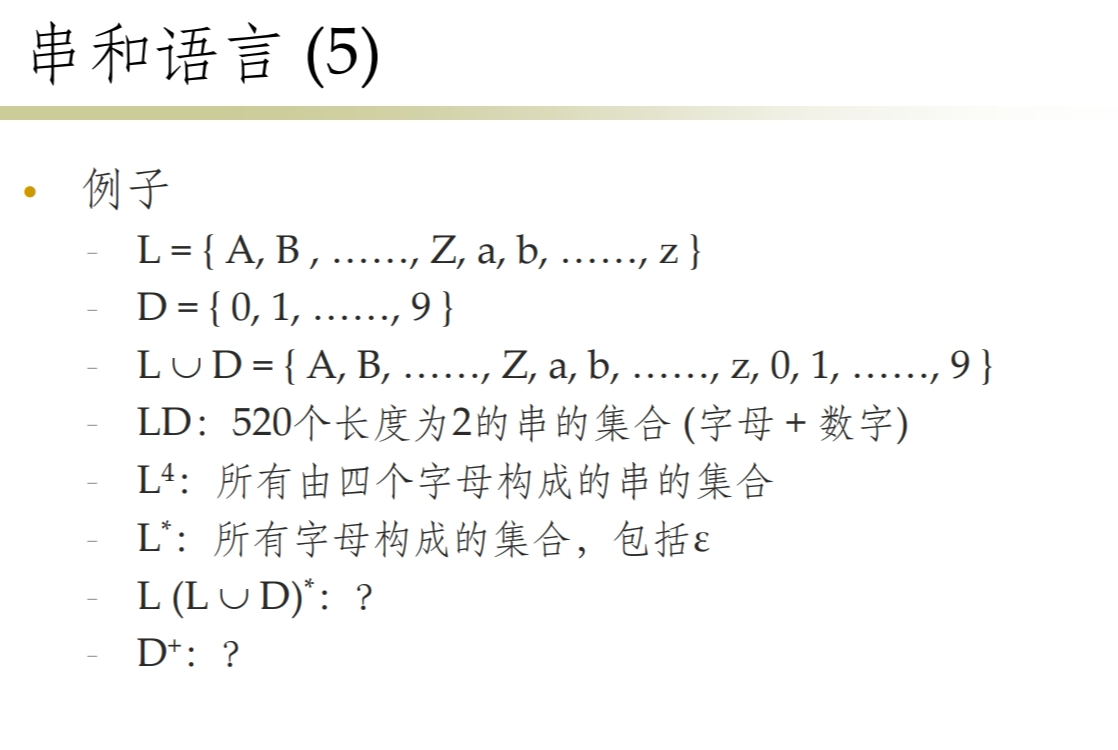 串和语言 (5)
• 例子
– L = { A, B , ……, Z, a, b, ……, z }
– D = { 0, 1, ……, 9 }
– L ∪ D = { A, B, ……, Z, a, b, ……, z, 0, 1, ……, 9 }
– LD：520个长度为2的串的集合 (字母 + 数字)
– L⁴：所有由四个字母构成的串的集合
– L*：所有字母构成的集合，包括ε
– L (L ∪ D)*：?
– D⁺：?